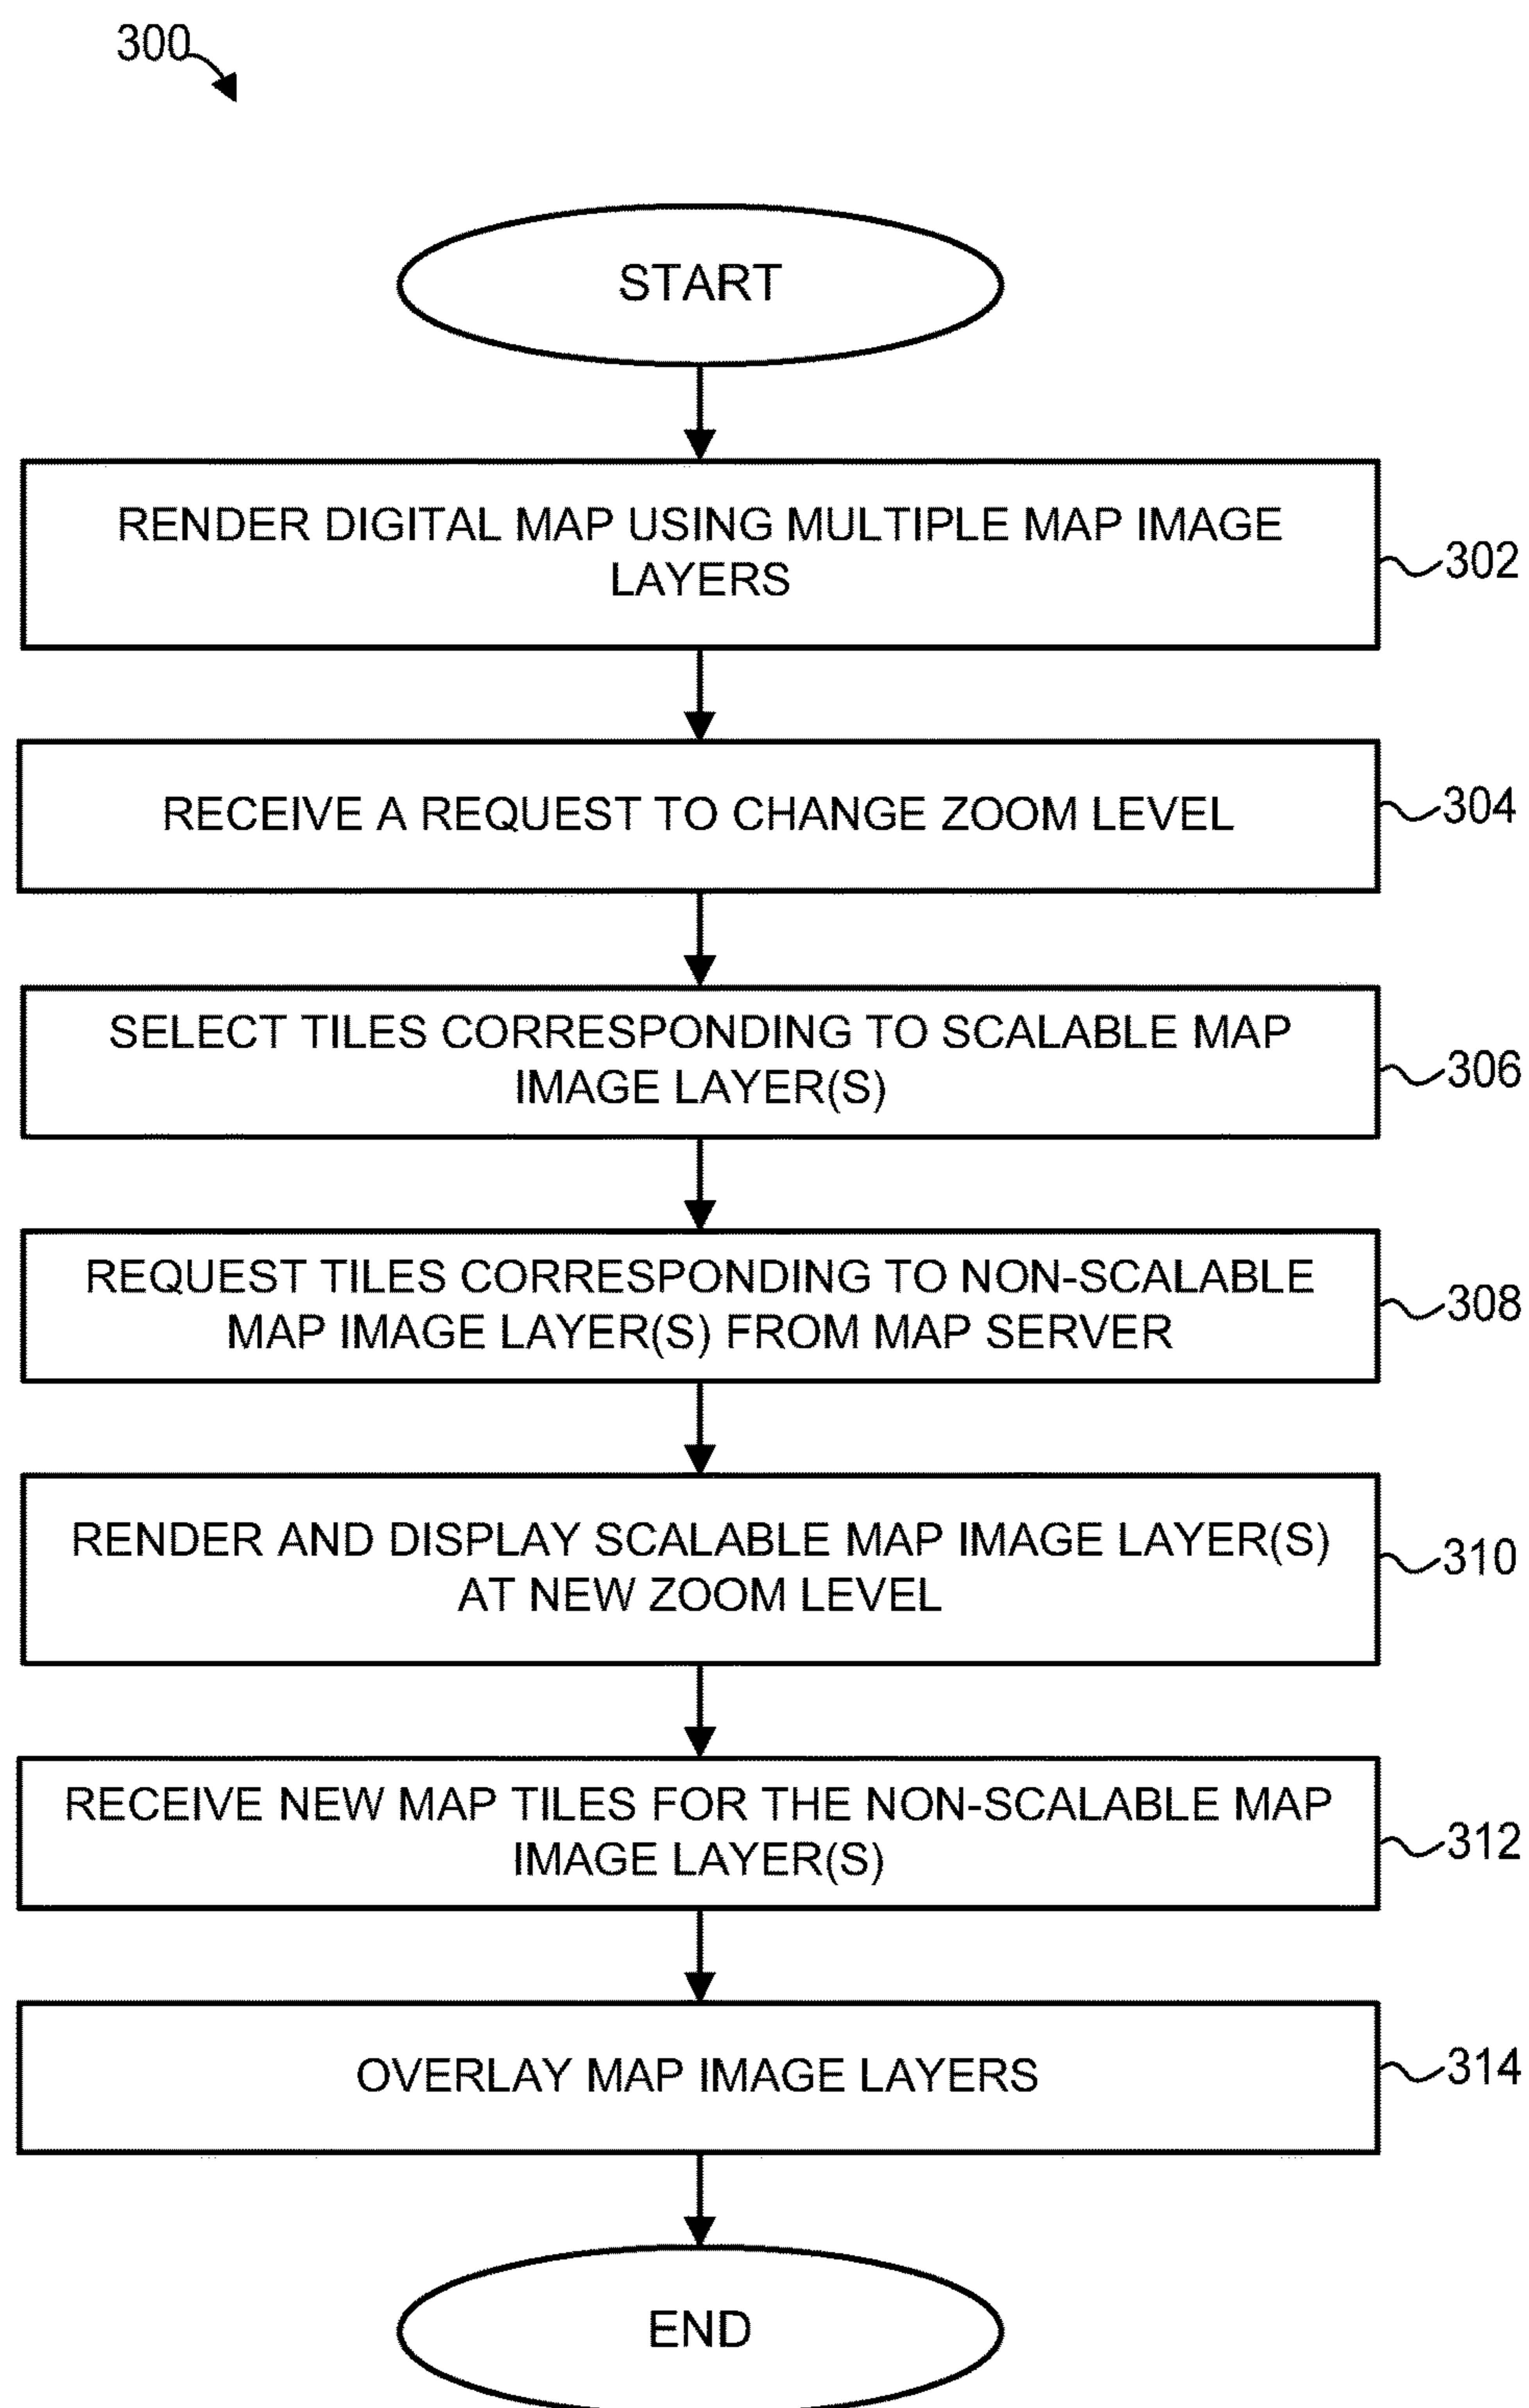 300
START
RENDER DIGITAL MAP USING MULTIPLE MAP IMAGE
LAYERS
302
RECEIVE A REQUEST TO CHANGE ZOOM LEVEL
304
SELECT TILES CORRESPONDING TO SCALABLE MAP
IMAGE LAYER(S)
306
REQUEST TILES CORRESPONDING TO NON-SCALABLE
MAP IMAGE LAYER(S) FROM MAP SERVER
308
RENDER AND DISPLAY SCALABLE MAP IMAGE LAYER(S)
AT NEW ZOOM LEVEL
310
RECEIVE NEW MAP TILES FOR THE NON-SCALABLE MAP
IMAGE LAYER(S)
312
OVERLAY MAP IMAGE LAYERS
314
END